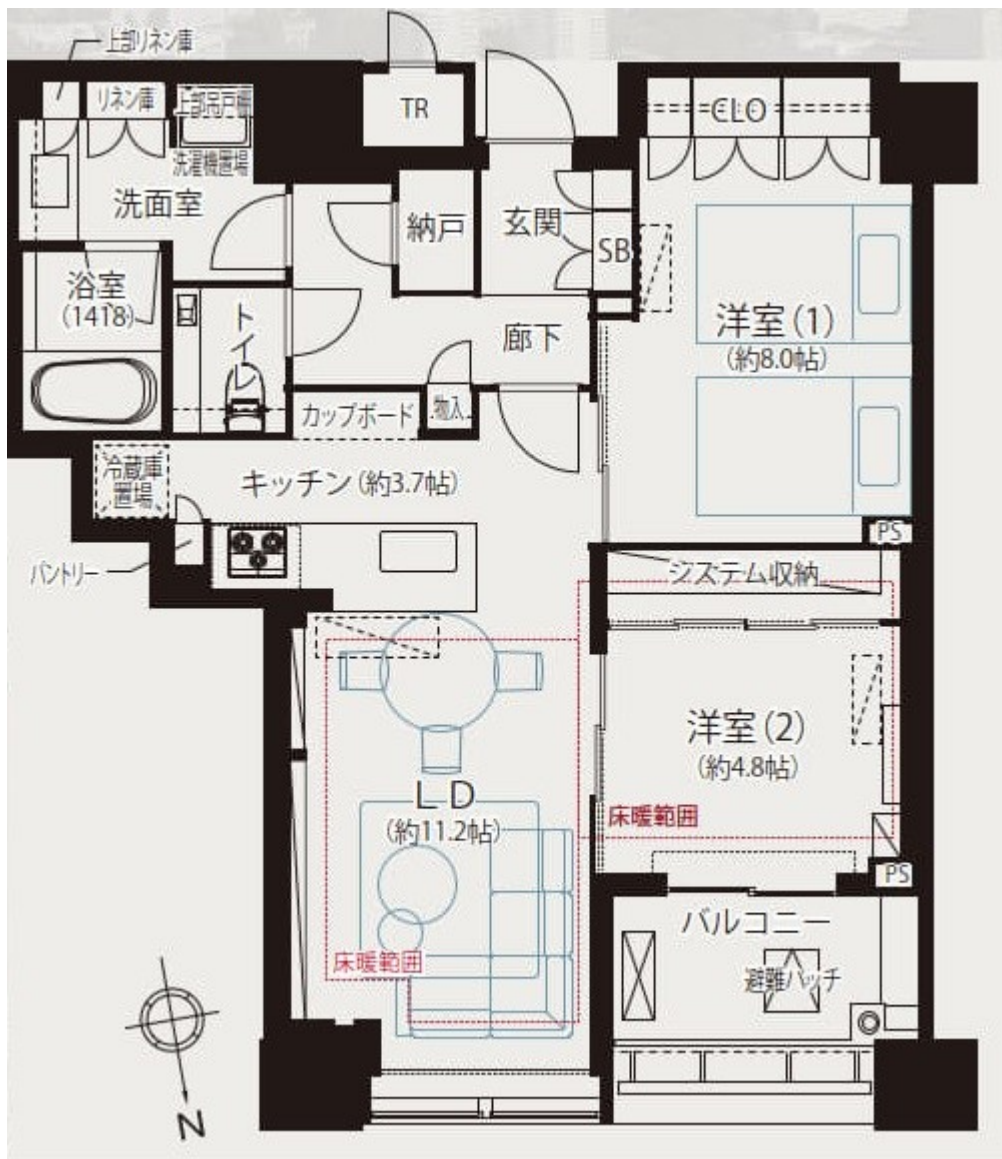 上部リネン庫
リネン庫
上部吊戸棚
洗濯機置場
TR
CLO
洗面室
納戸
玄関
SB
浴室
(1418)
トイレ
廊下
洋室(1)
(約8.0帖)
カップボード
物入
冷蔵庫
置場
キッチン(約3.7帖)
PS
パントリー
システム収納
洋室(2)
(約4.8帖)
LD
(約11.2帖)
床暖範囲
PS
バルコニー
床暖範囲
避難ハッチ
N